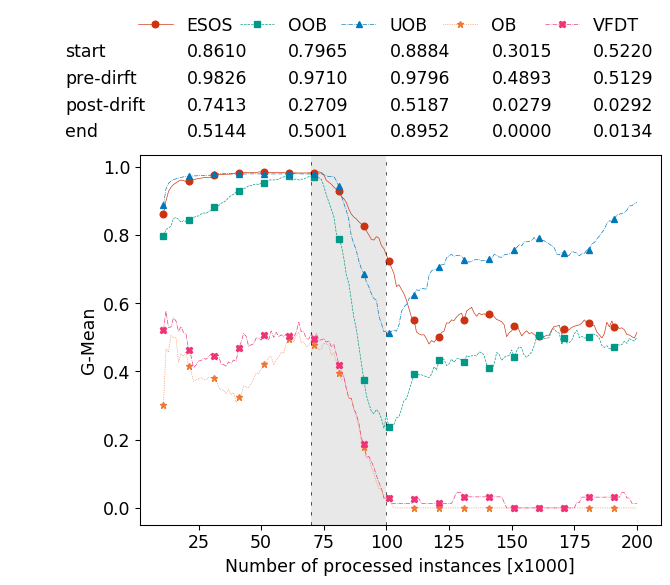 ESOS OOB UOB OB VFDT
start 0.8610 0.7965 0.8884 0.3015 0.5220
pre-dirft 0.9826 0.9710 0.9796 0.4893 0.5129
post-drift 0.7413 0.2709 0.5187 0.0279 0.0292
end 0.5144 0.5001 0.8952 0.0000 0.0134
1.0
0.8
0.6
0.4
0.2
0.0
G-Mean
25 50 75 100 125 150 175 200
Number of processed instances [x1000]